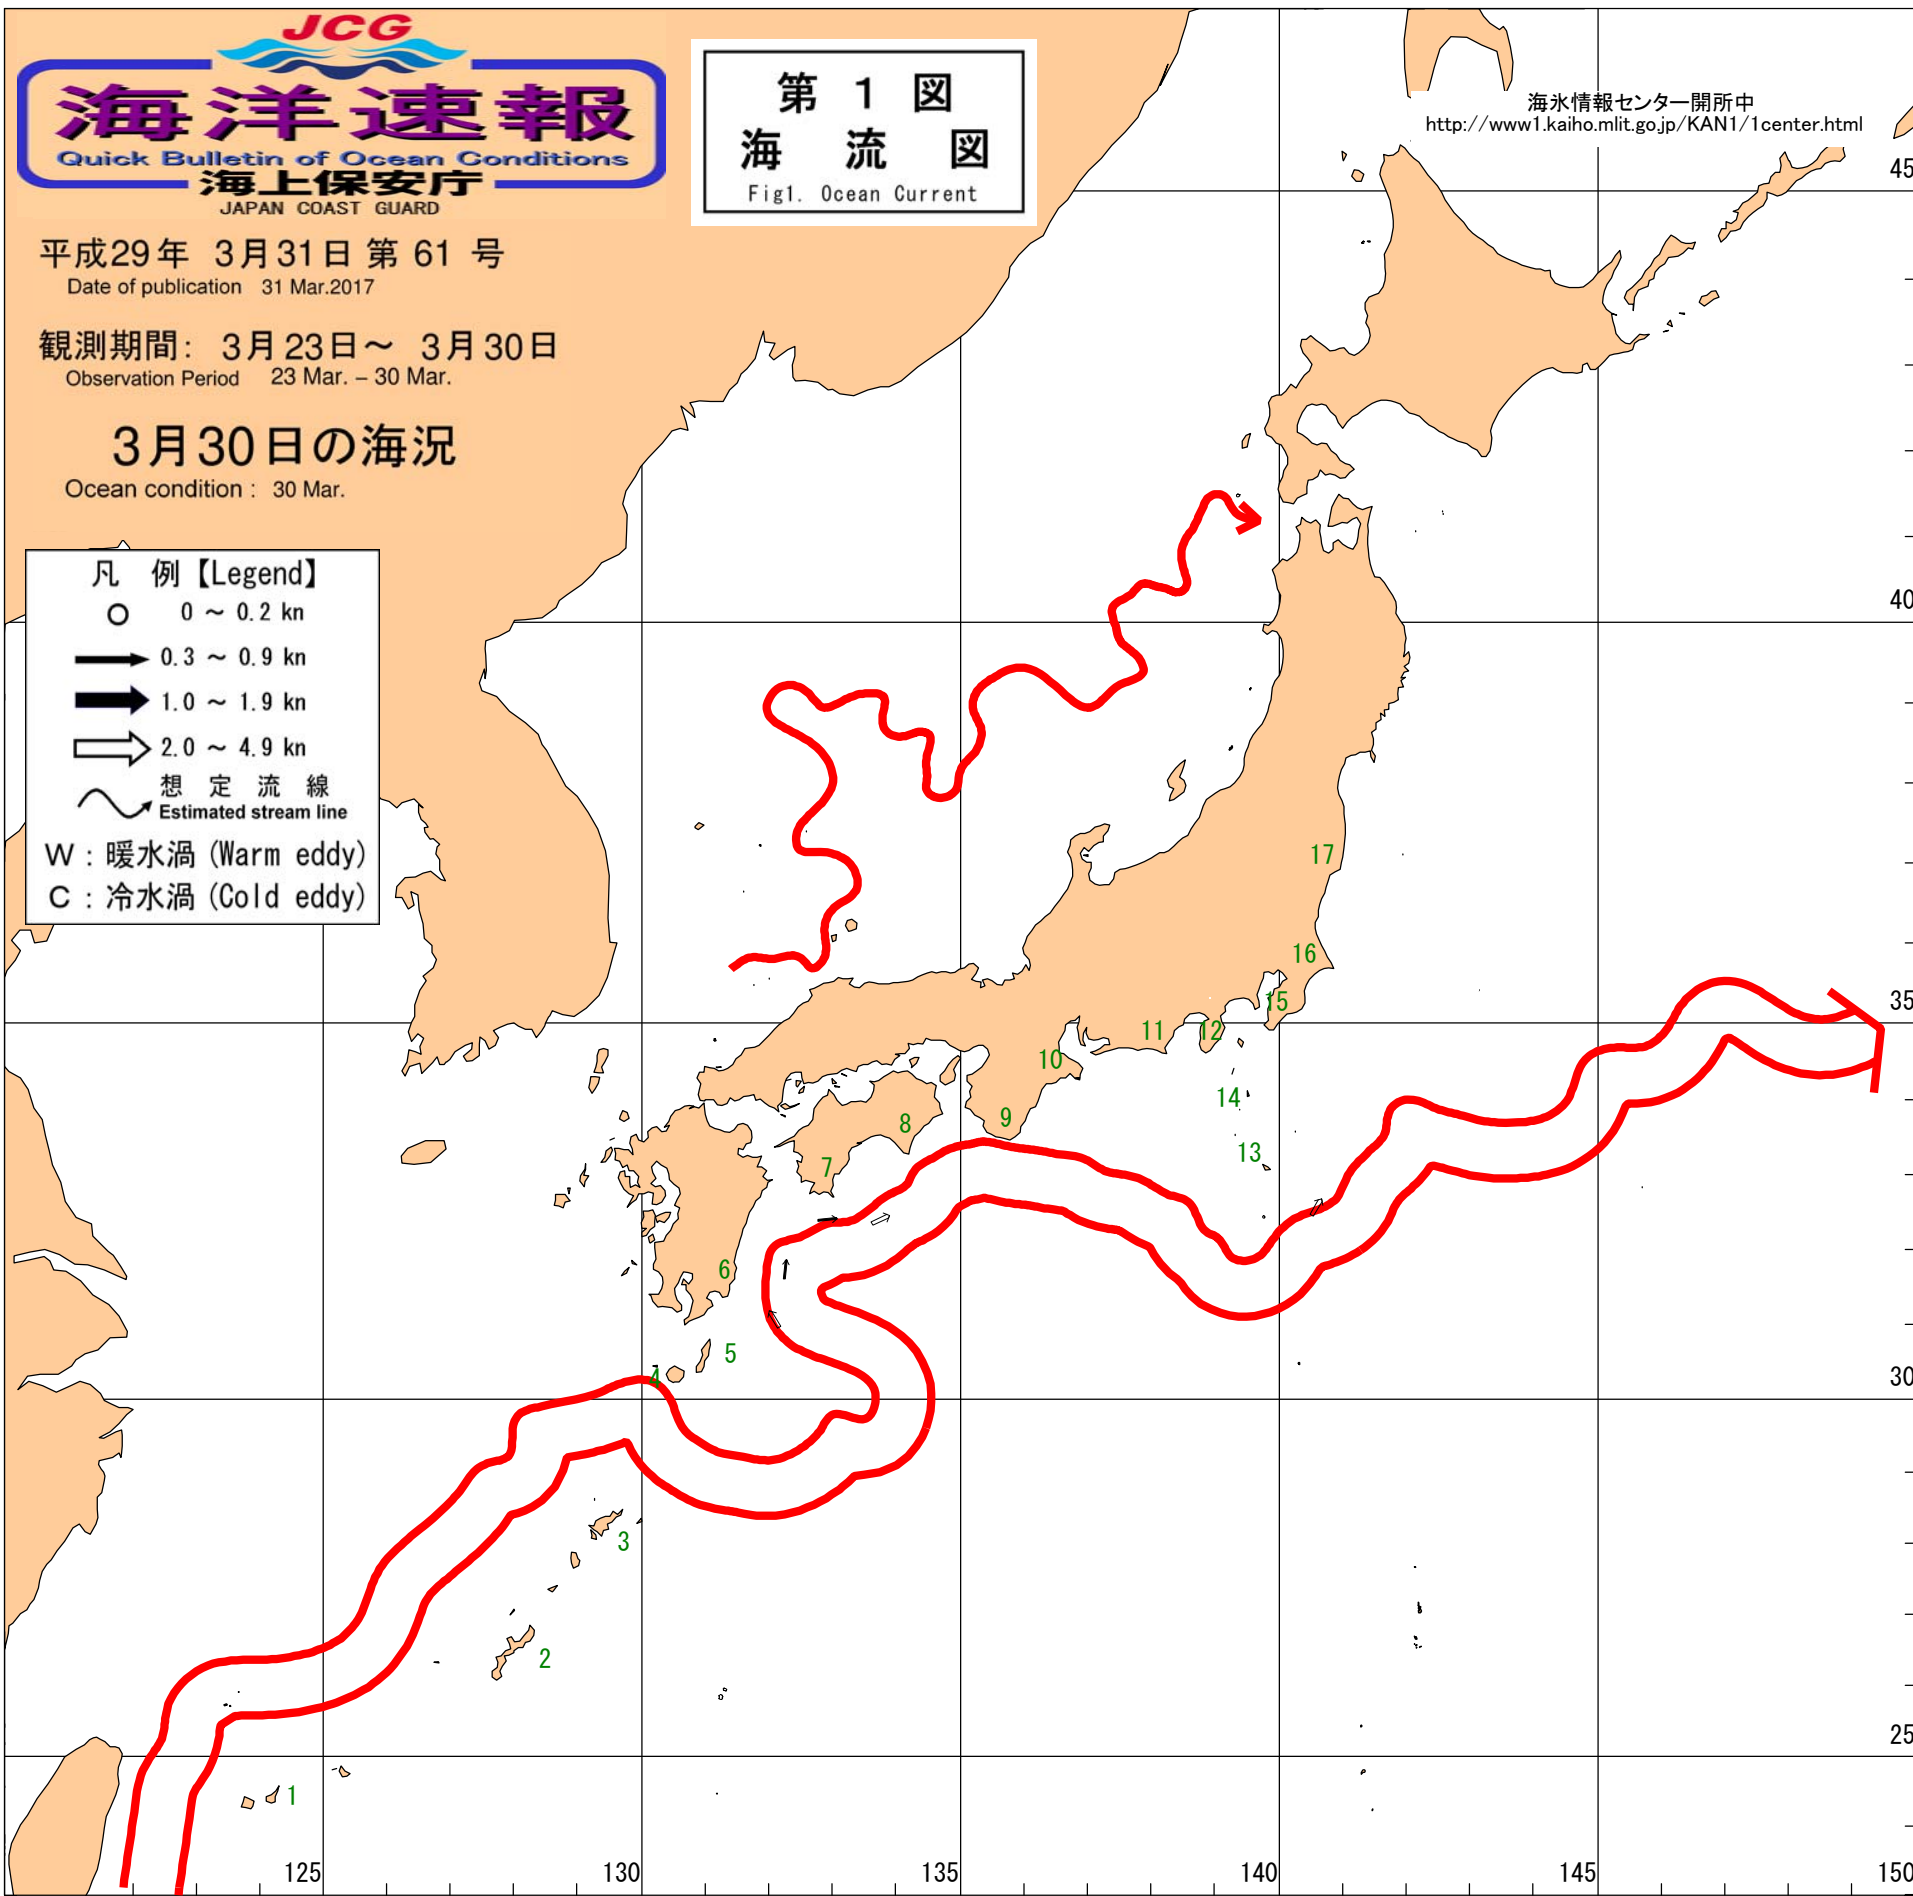 JCG
海洋速報
Quick Bulletin of Ocean Conditions
海上保安庁
JAPAN COAST GUARD
第 1 図
海 流 図
Fig1. Ocean Current
海氷情報センター開所中
http://www1.kaiho.mlit.go.jp/KAN1/1center.html
平成29年 3月31日 第 61 号
Date of publication 31 Mar.2017
観測期間: 3月23日～ 3月30日
Observation Period 23 Mar. – 30 Mar.
3月30日の海況
Ocean condition : 30 Mar.
凡 例【Legend】
0 ～ 0.2 kn
0.3 ～ 0.9 kn
1.0 ～ 1.9 kn
2.0 ～ 4.9 kn
想 定 流 線
Estimated stream line
W : 暖水渦 (Warm eddy)
C : 冷水渦 (Cold eddy)
45
40
17
16
15
35
12
11
10
14
9
8
13
7
6
5
4
30
3
2
25
1
125
130
135
140
145
150